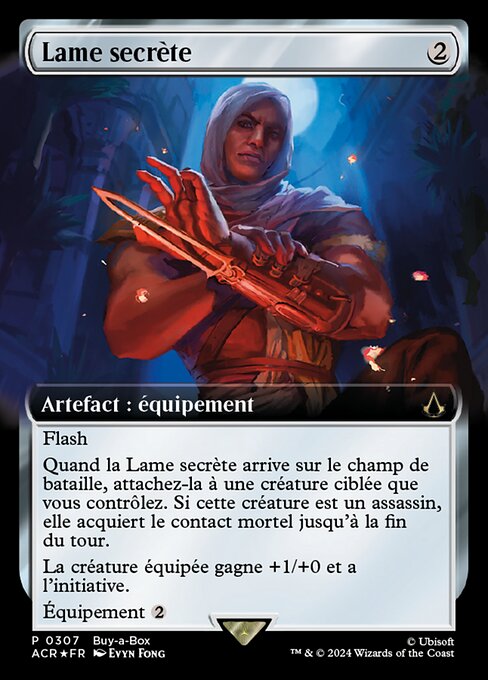 Lame secrète 2
Artefact : équipement
Flash
Quand la Lame secrète arrive sur le champ de
bataille, attachez-la à une créature ciblée que
vous contrôlez. Si cette créature est un assassin,
elle acquiert le contact mortel jusqu'à la fin
du tour.
La créature équipée gagne +1/+0 et a
l'initiative.
Équipement 2
P 0307 Buy-a-Box
ACR★FR Evyn Fong
© Ubisoft
™ & © 2024 Wizards of the Coast